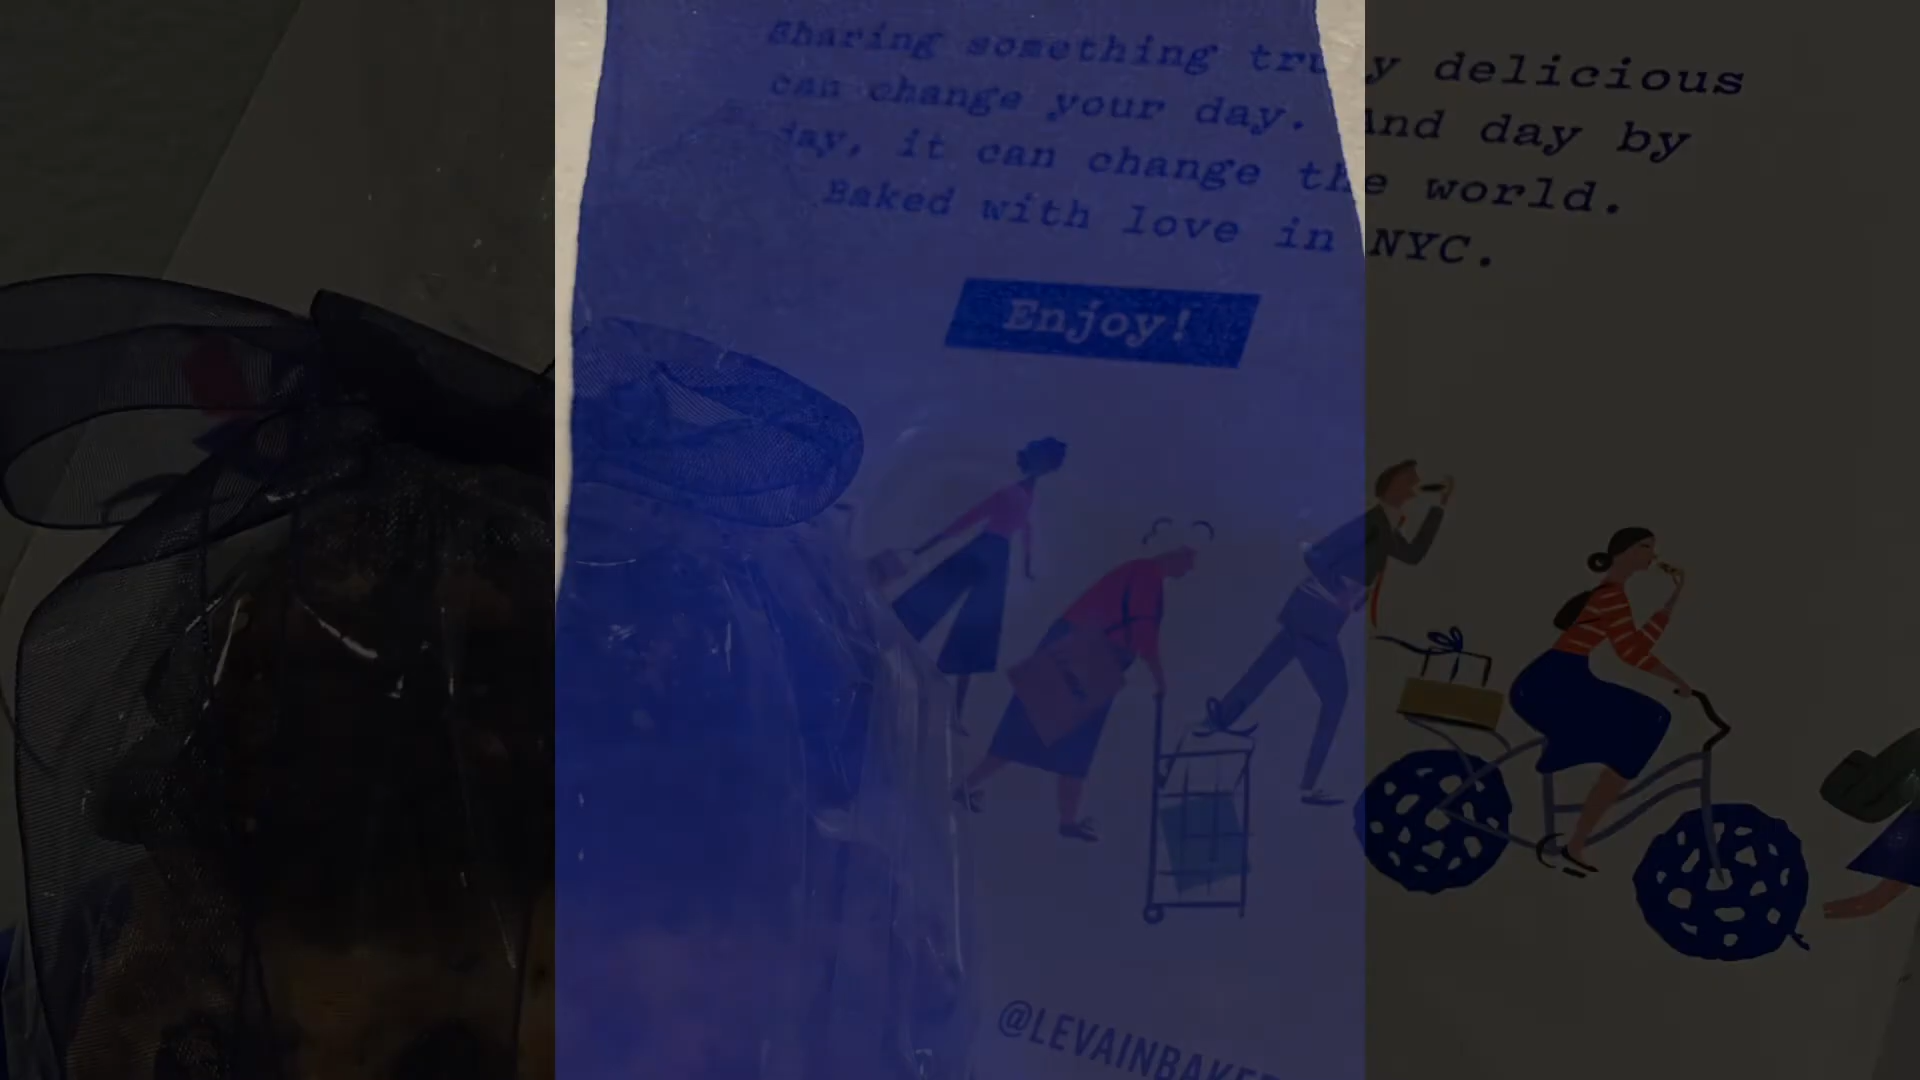 Sharing something truly delicious
can change your day. And day by
day, it can change the world.
Baked with love in NYC.
Enjoy!
@LEVAINBAKE